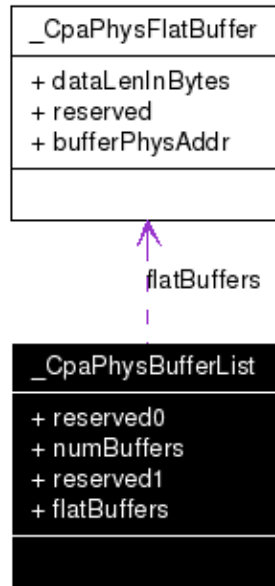 _CpaPhysFlatBuffer
+ dataLenInBytes
+ reserved
+ bufferPhysAddr
flatBuffers
_CpaPhysBufferList
+ reserved0
+ numBuffers
+ reserved1
+ flatBuffers